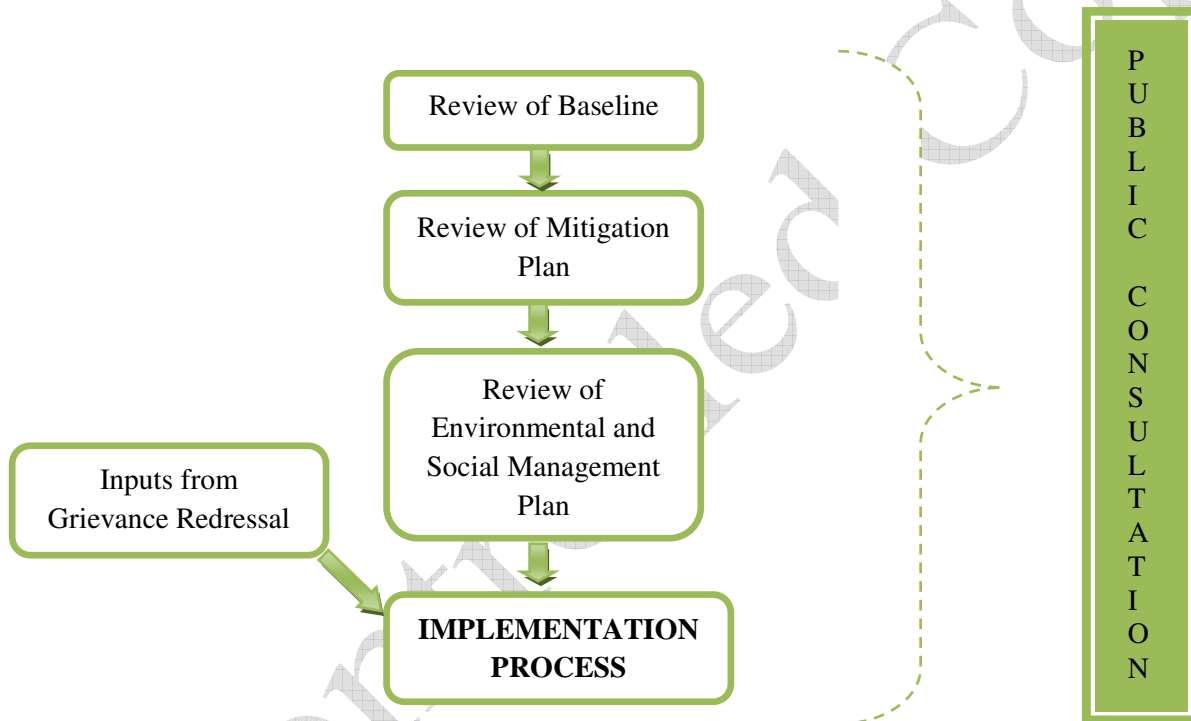 Review of Baseline
Review of Mitigation
Plan
Review of
Environmental and
Social Management
Plan
Inputs from
Grievance Redressal
IMPLEMENTATION
PROCESS
P
U
B
L
I
C
C
O
N
S
U
L
T
A
T
I
O
N